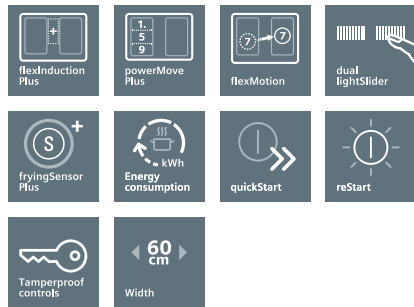 +
flexInduction
Plus
1.
5
9
powerMove
Plus
7 7
flexMotion
dual
lightSlider
S +
fryingSensor
Plus
kWh
Energy
consumption
quickStart
reStart
Tamperproof
controls
60
cm
Width